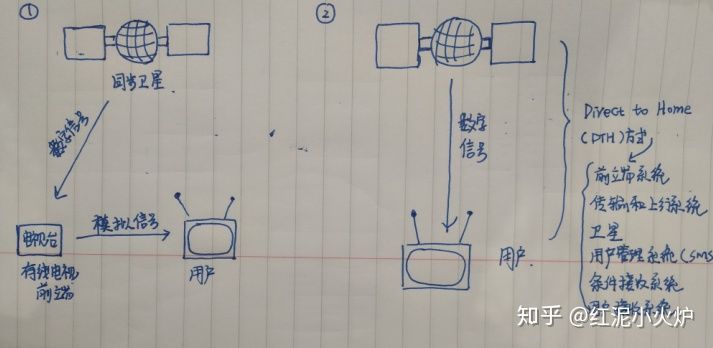 ①
同步卫星
数字信号
电视台
有线电视
前端
模拟信号
用户
②
数字
信号
用户
Direct to Home
(DTH)方式
前端系统
传输和上行系统
卫星
用户管理系统(SMS
条件接收系统
接收系统
知乎 @红泥小火炉